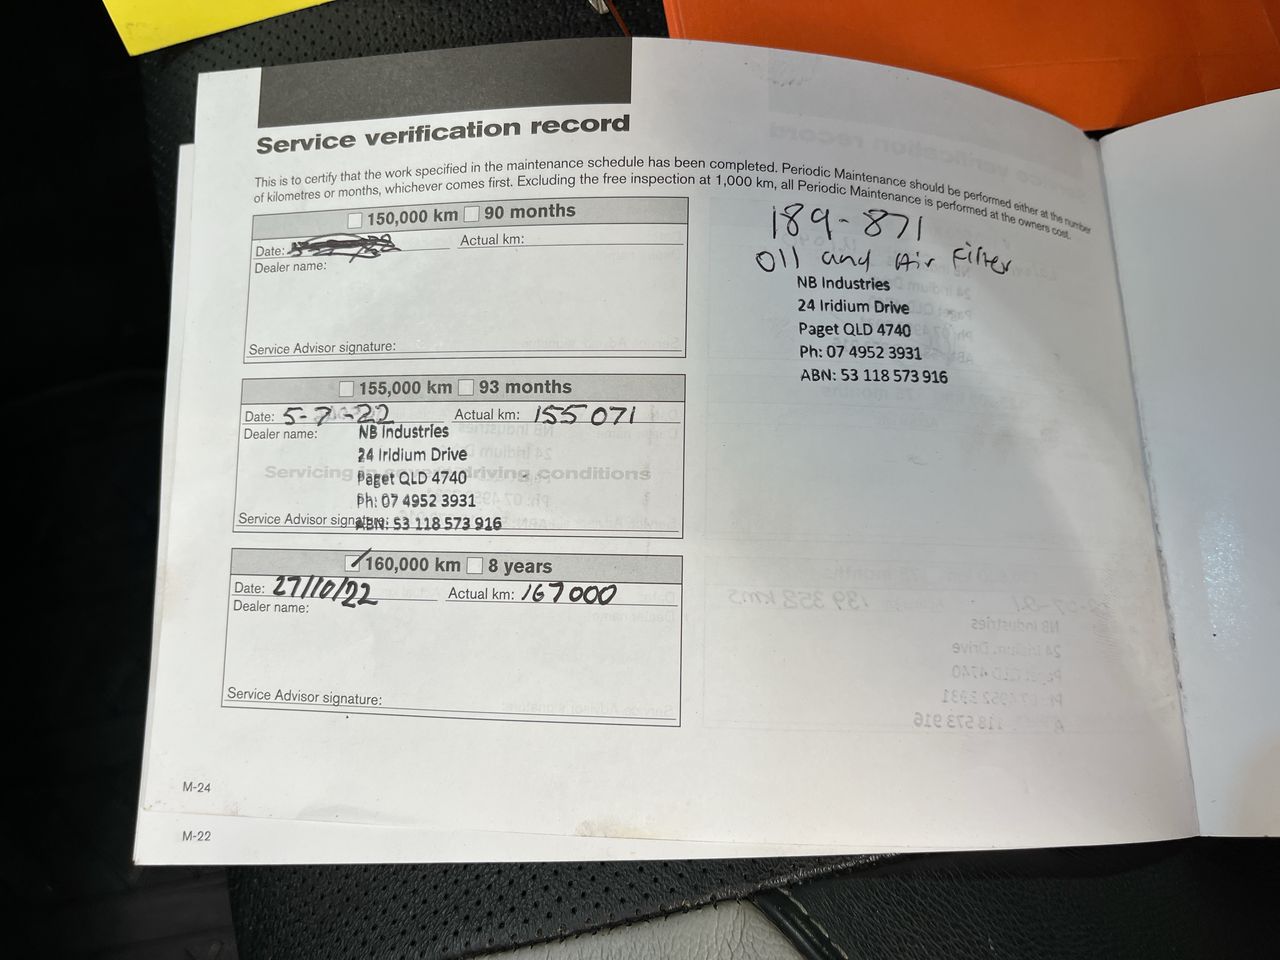 Service verification record
This is to certify that the work specified in the maintenance schedule has been completed. Periodic Maintenance should be performed either at the number
of kilometres or months, whichever comes first. Excluding the free inspection at 1,000 km, all Periodic Maintenance is performed at the owners cost.
150,000 km 90 months
Date: Actual km:
Dealer name:
Service Advisor signature:
155,000 km 93 months
Date: 5-7-22 Actual km: 155071
Dealer name: NB Industries
24 Iridium Drive
Paget QLD 4740
Ph: 07 4952 3931
Service Advisor signature: ABN: 53 118 573 916
160,000 km 8 years
Date: 27/10/22 Actual km: 167000
Dealer name:
Service Advisor signature:
189-871
Oil and Air Filter
NB Industries
24 Iridium Drive
Paget QLD 4740
Ph: 07 4952 3931
ABN: 53 118 573 916
M-24
M-22